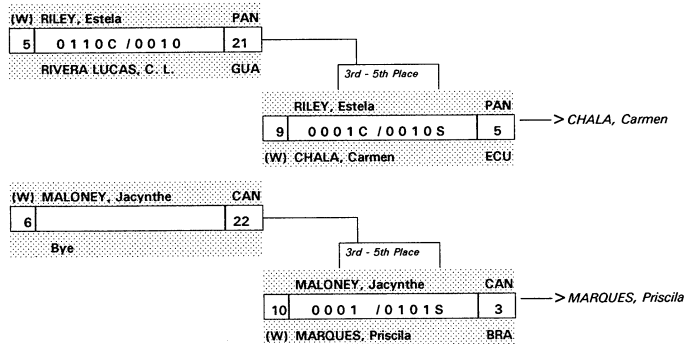 (W) RILEY, Estela PAN
5 0110C /0010 21
RIVERA LUCAS, C. L. GUA
3rd - 5th Place
RILEY, Estela PAN
9 0001C /0010S 5
(W) CHALA, Carmen ECU
> CHALA, Carmen
(W) MALONEY, Jacynthe CAN
6 22
Bye
3rd - 5th Place
MALONEY, Jacynthe CAN
10 0001 /0101S 3
(W) MARQUES, Priscila BRA
> MARQUES, Priscila